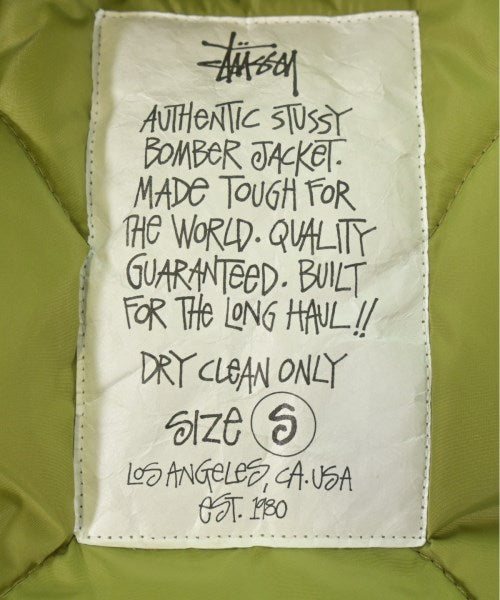 Stüssy
AUTHENTIC STUSSY
BOMBER JACKET.
MADE TOUGH FOR
THE WORLD. QUALITY
GUARANTEED. BUILT
FOR THE LONG HAUL!!
DRY CLEAN ONLY
SIZE S
LOS ANGELES, CA. USA
EST. 1980